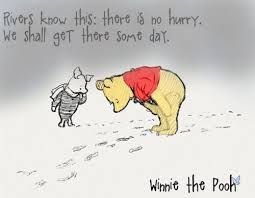 Rivers know this: there is no hurry.
We shall get there some day.
Winnie the Pooh